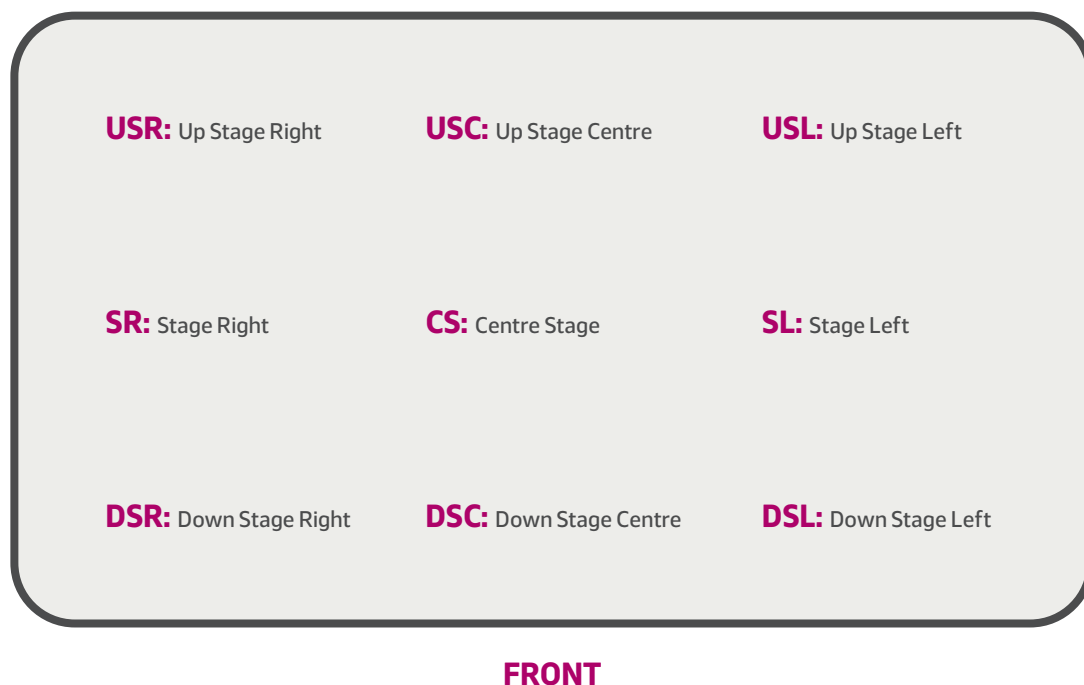 USR: Up Stage Right USC: Up Stage Centre USL: Up Stage Left
SR: Stage Right CS: Centre Stage SL: Stage Left
DSR: Down Stage Right DSC: Down Stage Centre DSL: Down Stage Left
FRONT